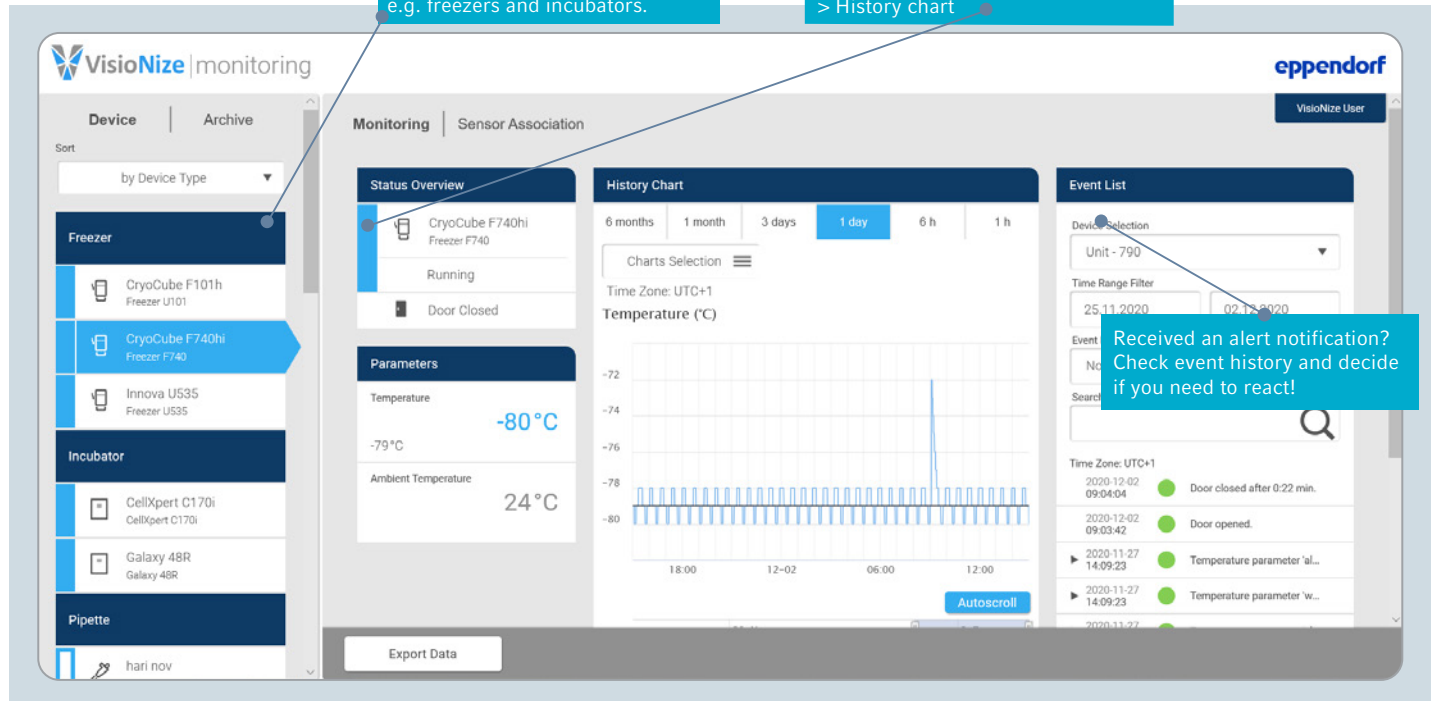 e.g. freezers and incubators.
> History chart
VisioNize | monitoring
eppendorf
VisioNize User
Device | Archive
Sort
by Device Type
Freezer
CryoCube F101h
Freezer U101
CryoCube F740hi
Freezer F740
Innova U535
Freezer U535
Incubator
CellXpert C170i
CellXpert C170i
Galaxy 48R
Galaxy 48R
Pipette
hari nov
Monitoring | Sensor Association
Status Overview
CryoCube F740hi
Freezer F740
Running
Door Closed
Parameters
Temperature
-80°C
-79°C
Ambient Temperature
24°C
History Chart
6 months 1 month 3 days 1 day 6 h 1 h
Charts Selection
Time Zone: UTC+1
Temperature (°C)
-72
-74
-76
-78
-80
18:00 12-02 06:00 12:00
Autoscroll
Event List
Device Selection
Unit - 790
Time Range Filter
25.11.2020 02.12.2020
Event
No
Search
Received an alert notification?
Check event history and decide
if you need to react!
Time Zone: UTC+1
2020-12-02
09:04:04 Door closed after 0:22 min.
2020-12-02
09:03:42 Door opened.
2020-11-27
14:09:23 Temperature parameter 'al...
2020-11-27
14:09:23 Temperature parameter 'w...
2020-11-27
Export Data